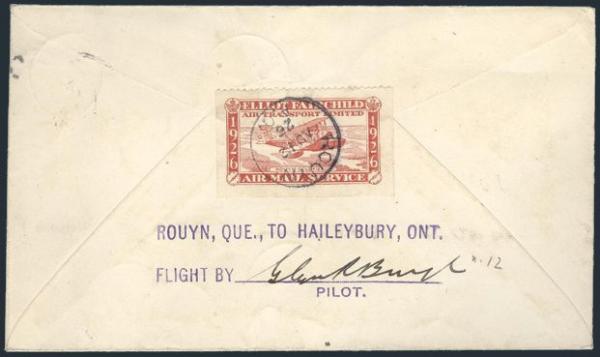 ELLIOT FAIRCHILD
AIR TRANSPORT LIMITED
1926 1926
AIR MAIL SERVICE
ROUYN, QUE., TO HAILEYBURY, ONT.
FLIGHT BY
PILOT.